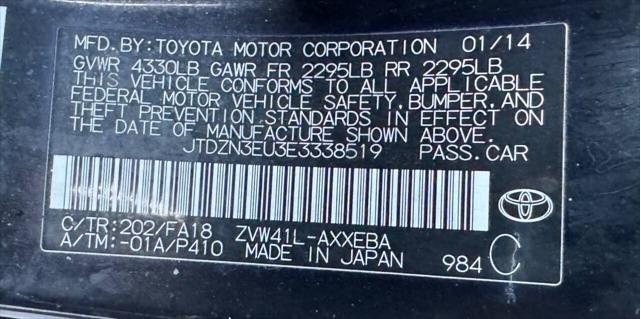 MFD.BY:TOYOTA MOTOR CORPORATION 01/14
GVWR 4330LB GAWR FR 2295LB RR 2295LB
THIS VEHICLE CONFORMS TO ALL APPLICABLE
FEDERAL MOTOR VEHICLE SAFETY,BUMPER,AND
THEFT PREVENTION STANDARDS IN EFFECT ON
THE DATE OF MANUFACTURE SHOWN ABOVE.
JTDZN3EU3E3338519 PASS.CAR
C/TR:202/FA18 ZVW41L-AXXEBA
A/TM:-01A/P410 MADE IN JAPAN 984 C